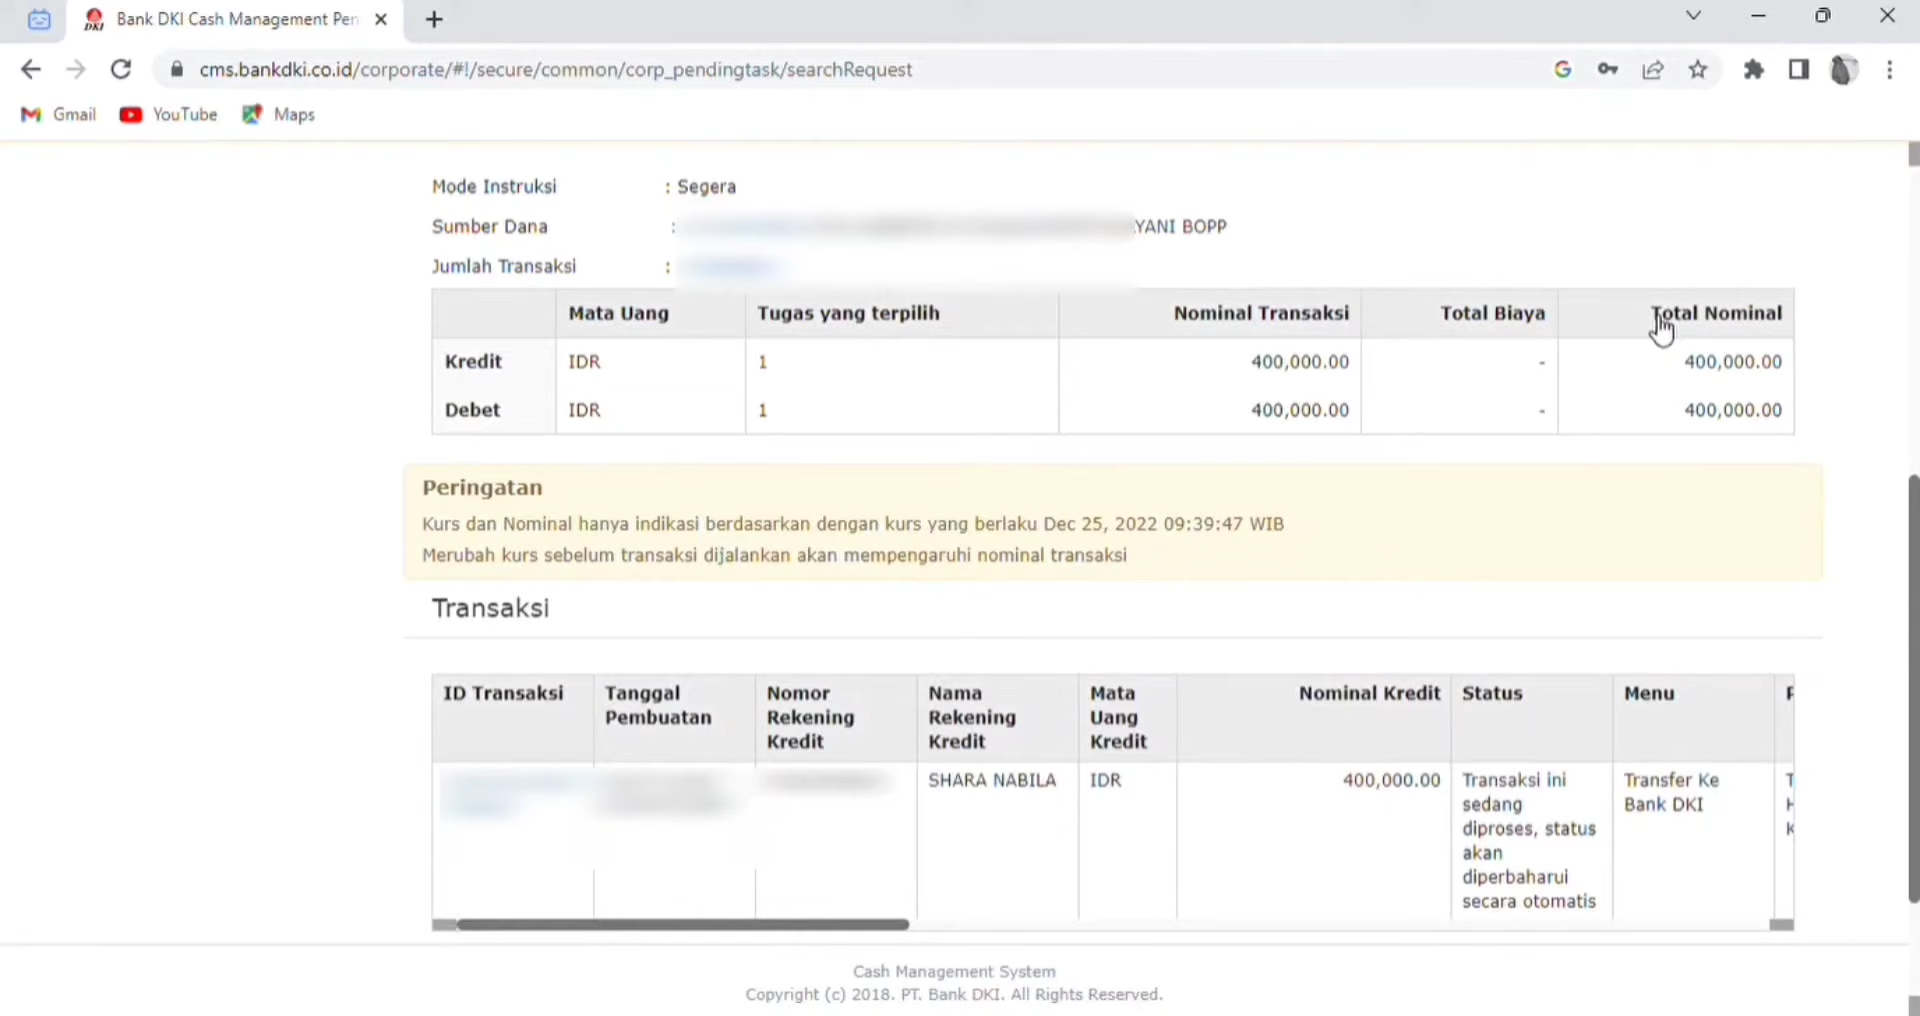 Bank DKI Cash Management Pen
cms.bankdki.co.id/corporate/#!/secure/common/corp_pendingtask/searchRequest
Gmail YouTube Maps
Mode Instruksi : Segera
Sumber Dana : YANI BOPP
Jumlah Transaksi :
Mata Uang Tugas yang terpilih Nominal Transaksi Total Biaya Total Nominal
Kredit IDR 1 400,000.00 - 400,000.00
Debet IDR 1 400,000.00 - 400,000.00
Peringatan
Kurs dan Nominal hanya indikasi berdasarkan dengan kurs yang berlaku Dec 25, 2022 09:39:47 WIB
Merubah kurs sebelum transaksi dijalankan akan mempengaruhi nominal transaksi
Transaksi
ID Transaksi Tanggal Nomor Nama Mata Nominal Kredit Status Menu
Pembuatan Rekening Rekening Uang
Kredit Kredit Kredit
SHARA NABILA IDR 400,000.00 Transaksi ini Transfer Ke
sedang Bank DKI
diproses, status
akan
diperbaharui
secara otomatis
Cash Management System
Copyright (c) 2018. PT. Bank DKI. All Rights Reserved.